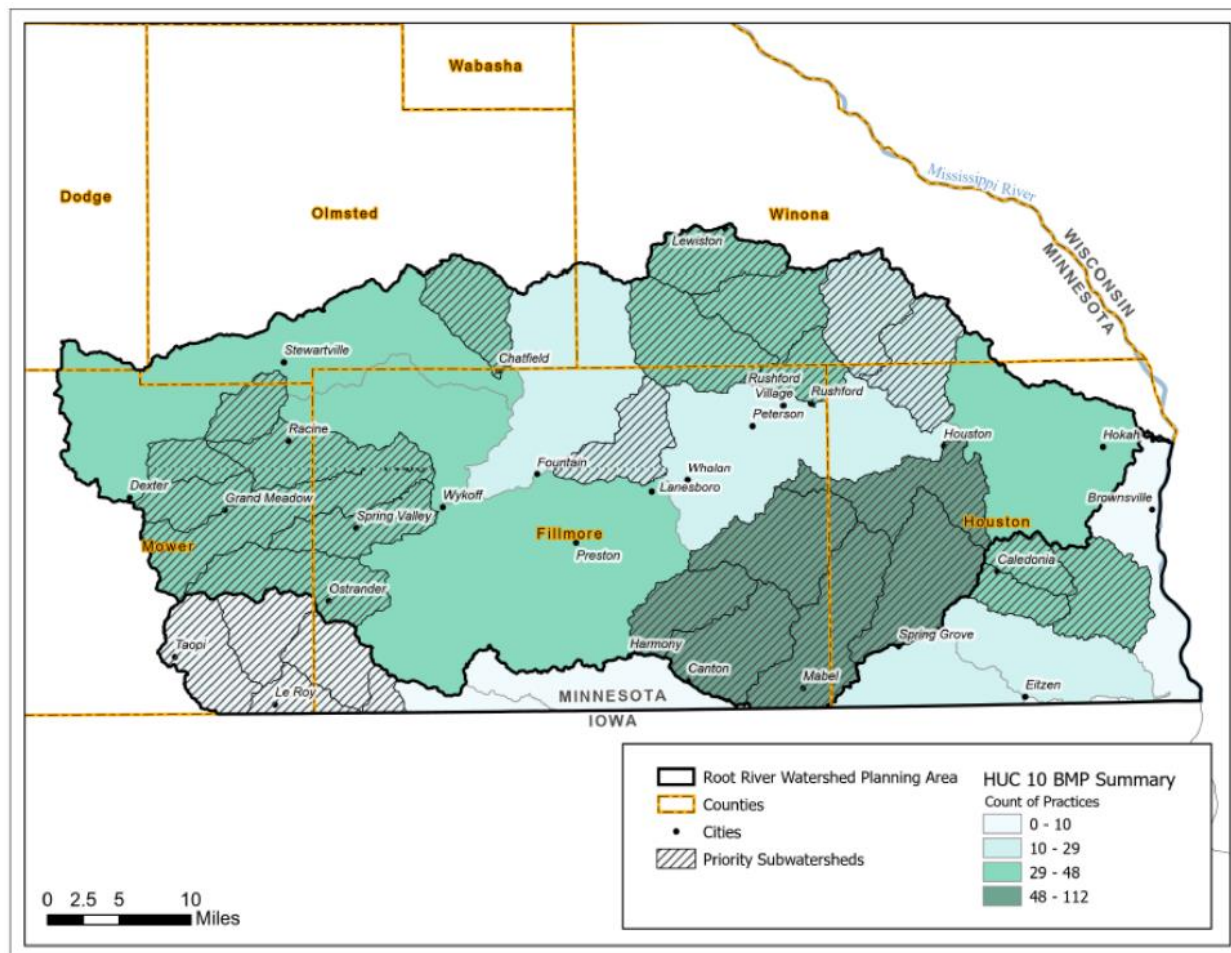 Wabasha
Dodge
Olmsted
Winona
Mississippi River
WISCONSIN
MINNESOTA
Lewiston
Stewartville
Chatfield
Rushford
Village
Rushford
Peterson
Racine
Houston
Hokah
Fountain
Whalan
Lanesboro
Dexter
Grand Meadow
Wykoff
Brownsville
Spring Valley
Mower
Fillmore
Houston
Preston
Caledonia
Ostrander
Taopi
Harmony
Spring Grove
Canton
Mabel
Le Roy
Eitzen
MINNESOTA
IOWA
Root River Watershed Planning Area
Counties
Cities
Priority Subwatersheds
HUC 10 BMP Summary
Count of Practices
0 - 10
10 - 29
29 - 48
48 - 112
0 2.5 5 10
Miles